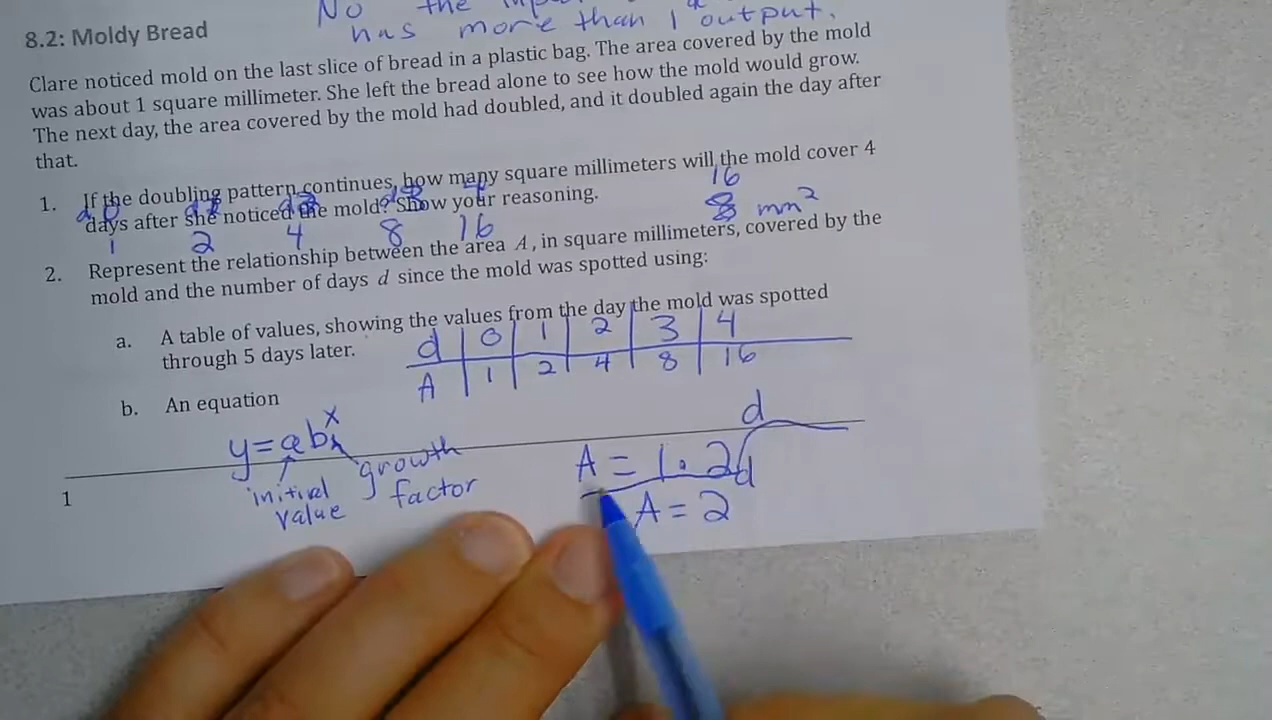 No the
8.2: Moldy Bread
has more than 1 output.
Clare noticed mold on the last slice of bread in a plastic bag. The area covered by the mold
was about 1 square millimeter. She left the bread alone to see how the mold would grow.
The next day, the area covered by the mold had doubled, and it doubled again the day after
that.
1. If the doubling pattern continues, how many square millimeters will the mold cover 4
days after she noticed the mold? Show your reasoning.
16
8 mm²
1 2 4 8 16
2. Represent the relationship between the area A, in square millimeters, covered by the
mold and the number of days d since the mold was spotted using:
a. A table of values, showing the values from the day the mold was spotted
through 5 days later.
d 0 1 2 3 4
A 1 2 4 8 16
b. An equation
y=abˣ
growth
factor
initial
value
A = 1·2
d
A = 2
d
1